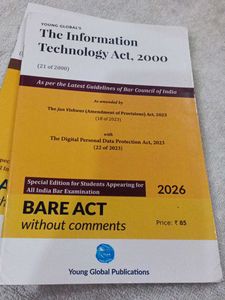 YOUNG GLOBAL'S
The Information
Technology Act, 2000
(21 of 2000)
As per the Latest Guidelines of Bar Council of India
As amended by
The Jan Vishwas (Amendment of Provisions) Act, 2023
(18 of 2023)
with
The Digital Personal Data Protection Act, 2023
(22 of 2023)
Special Edition for Students Appearing for
All India Bar Examination
2026
BARE ACT
without comments
Price: ₹ 85
Young Global Publications